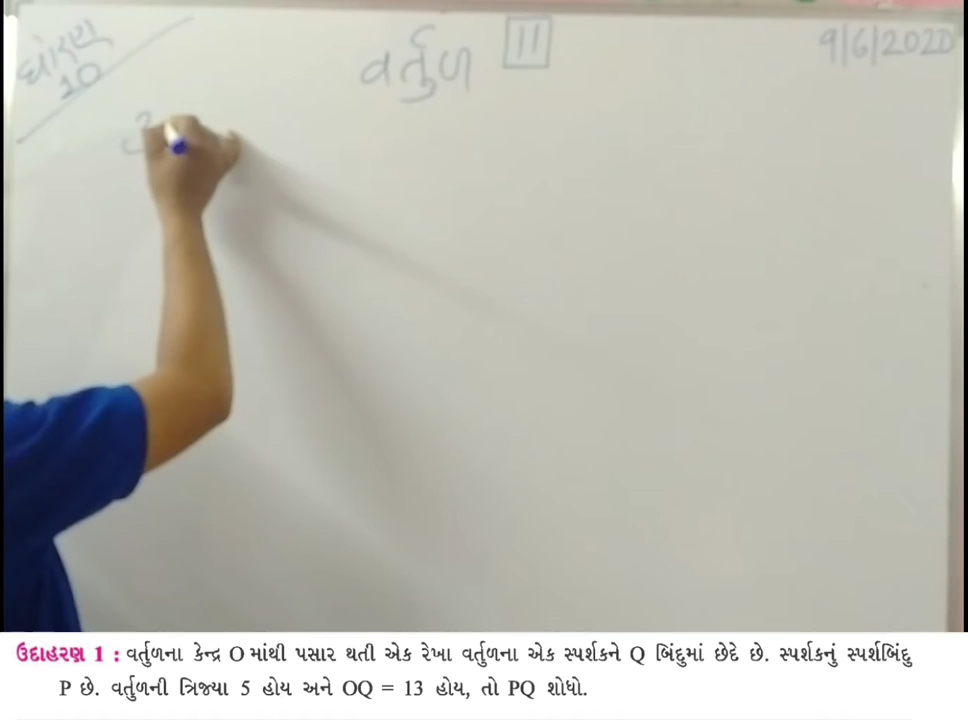 ધોરણ
10
વર્તુળ 11
9/6/2020
ઉ
ઉદાહરણ 1 : વર્તુળના કેન્દ્ર O માંથી પસાર થતી એક રેખા વર્તુળના એક સ્પર્શકને Q બિંદુમાં છેદે છે. સ્પર્શકનું સ્પર્શબિંદુ
P છે. વર્તુળની ત્રિજ્યા 5 હોય અને OQ = 13 હોય, તો PQ શોધો.